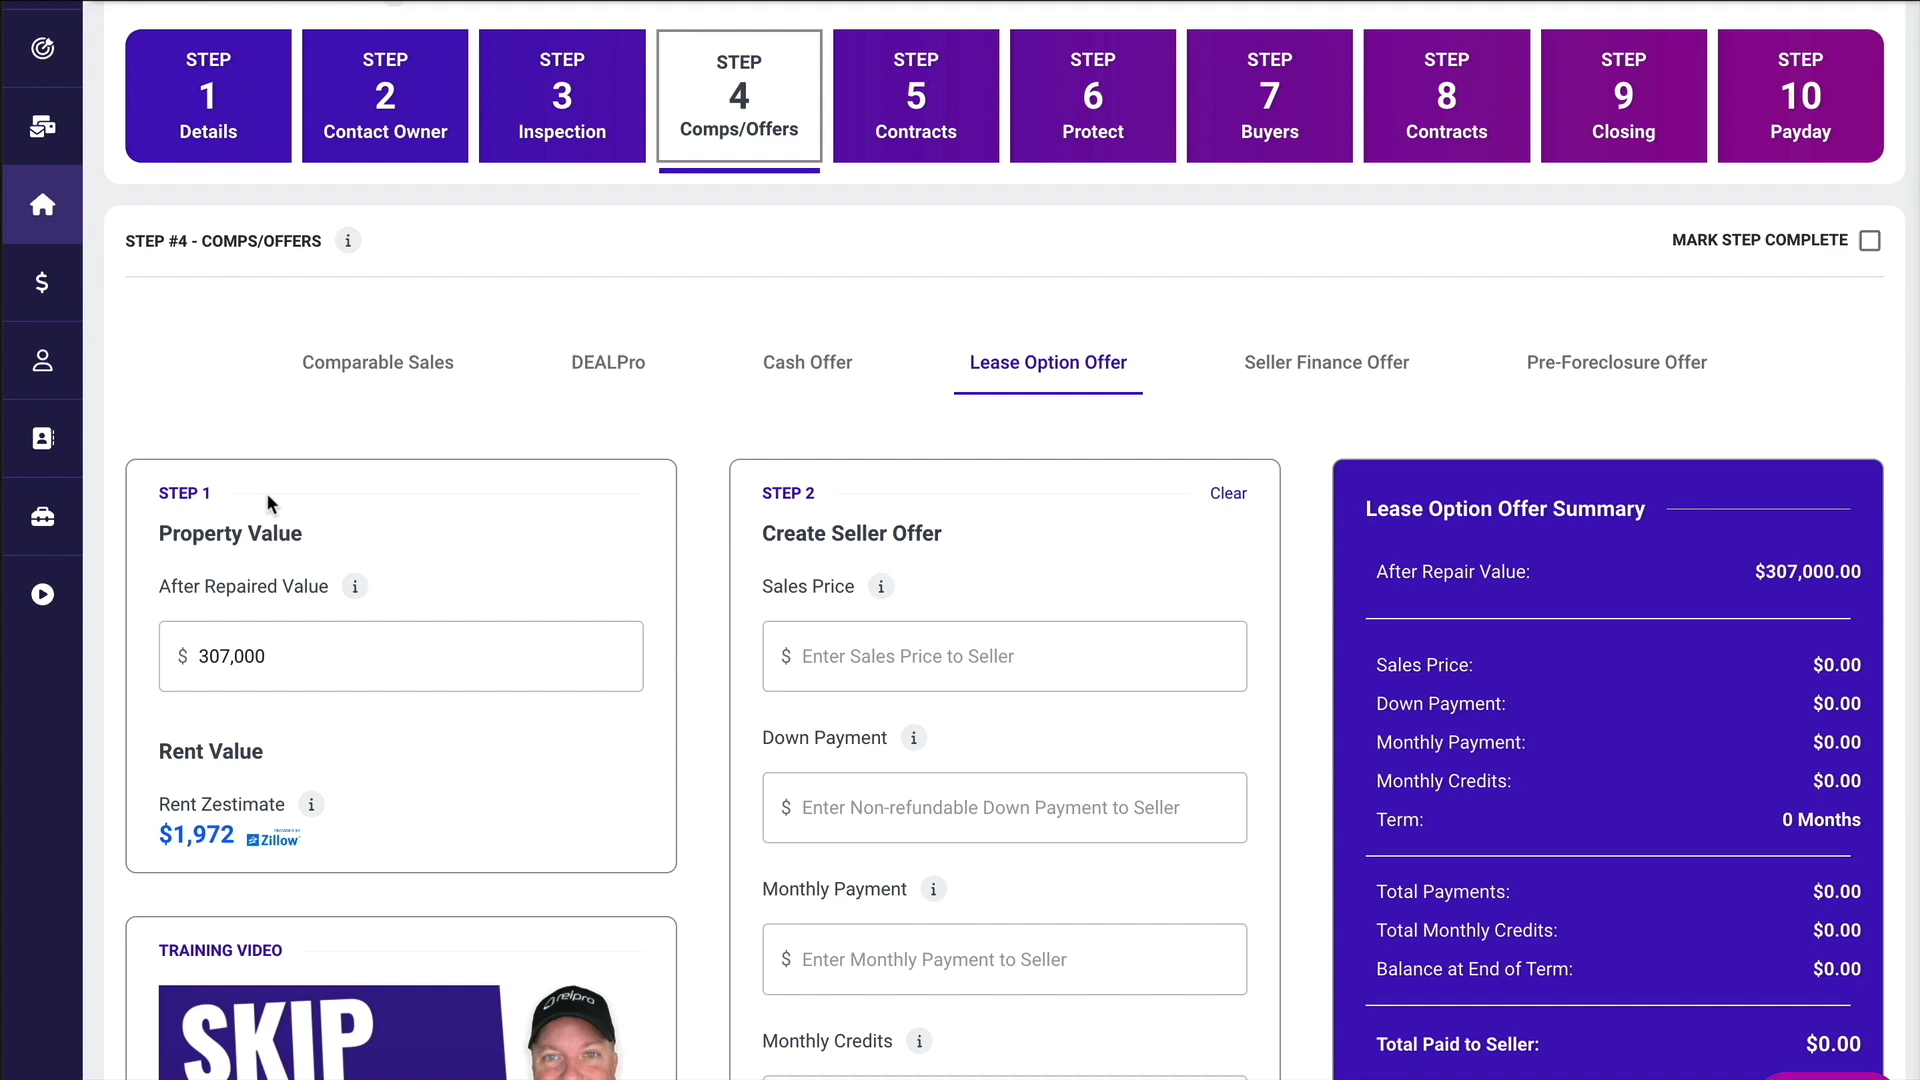 STEP
1
Details
STEP
2
Contact Owner
STEP
3
Inspection
STEP
4
Comps/Offers
STEP
5
Contracts
STEP
6
Protect
STEP
7
Buyers
STEP
8
Contracts
STEP
9
Closing
STEP
10
Payday
STEP #4 - COMPS/OFFERS i
MARK STEP COMPLETE
Comparable Sales
DEALPro
Cash Offer
Lease Option Offer
Seller Finance Offer
Pre-Foreclosure Offer
STEP 1
Property Value
After Repaired Value i
$ 307,000
Rent Value
Rent Zestimate i
$1,972 PROVIDED BY Zillow
TRAINING VIDEO
SKIP
relpro
STEP 2 Clear
Create Seller Offer
Sales Price i
$ Enter Sales Price to Seller
Down Payment i
$ Enter Non-refundable Down Payment to Seller
Monthly Payment i
$ Enter Monthly Payment to Seller
Monthly Credits i
Lease Option Offer Summary
After Repair Value: $307,000.00
Sales Price: $0.00
Down Payment: $0.00
Monthly Payment: $0.00
Monthly Credits: $0.00
Term: 0 Months
Total Payments: $0.00
Total Monthly Credits: $0.00
Balance at End of Term: $0.00
Total Paid to Seller: $0.00